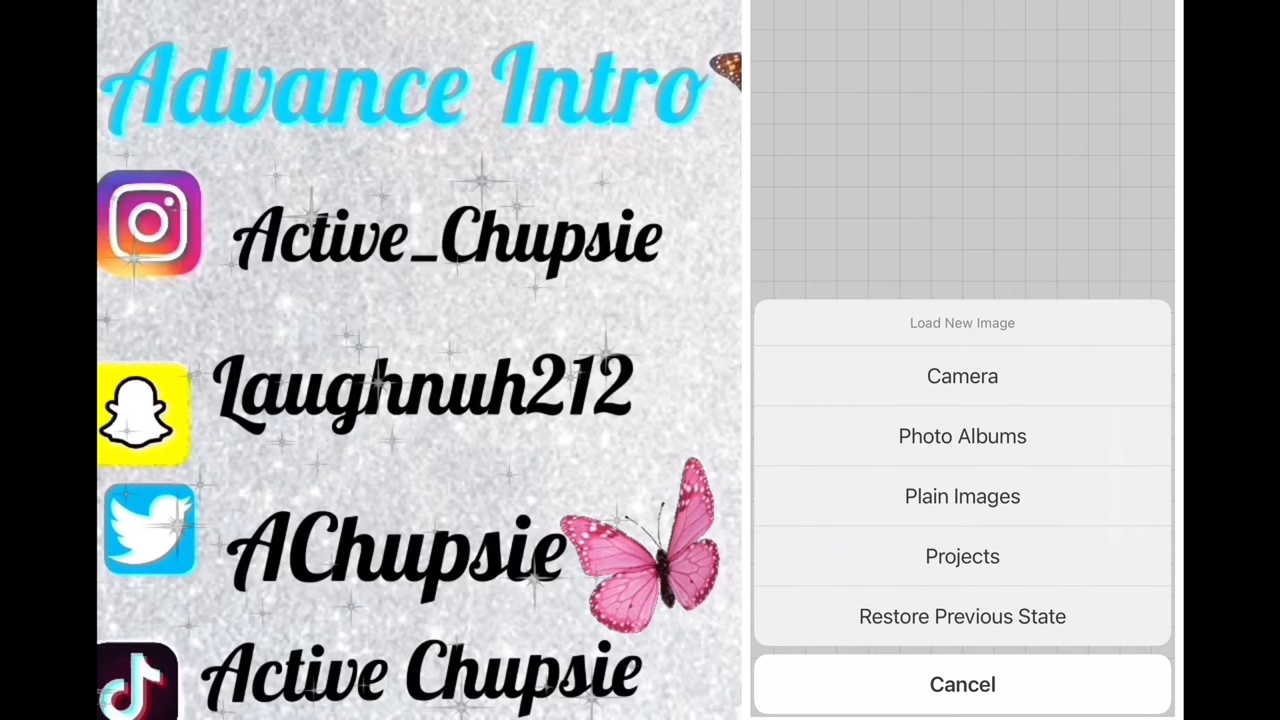 Advance Intro
Active_Chupsie
Laughnuh212
AChupsie
Active Chupsie
Load New Image
Camera
Photo Albums
Plain Images
Projects
Restore Previous State
Cancel